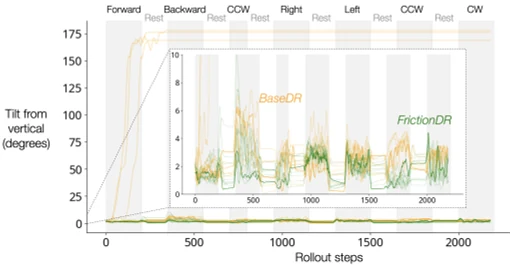 Forward Backward CCW Right Left CCW CW
Rest Rest Rest Rest Rest Rest
Tilt from
vertical
(degrees)
175
150
125
100
75
50
25
0
10
8
6
4
2
0
BaseDR
FrictionDR
0 500 1000 1500 2000
0 500 1000 1500 2000
Rollout steps